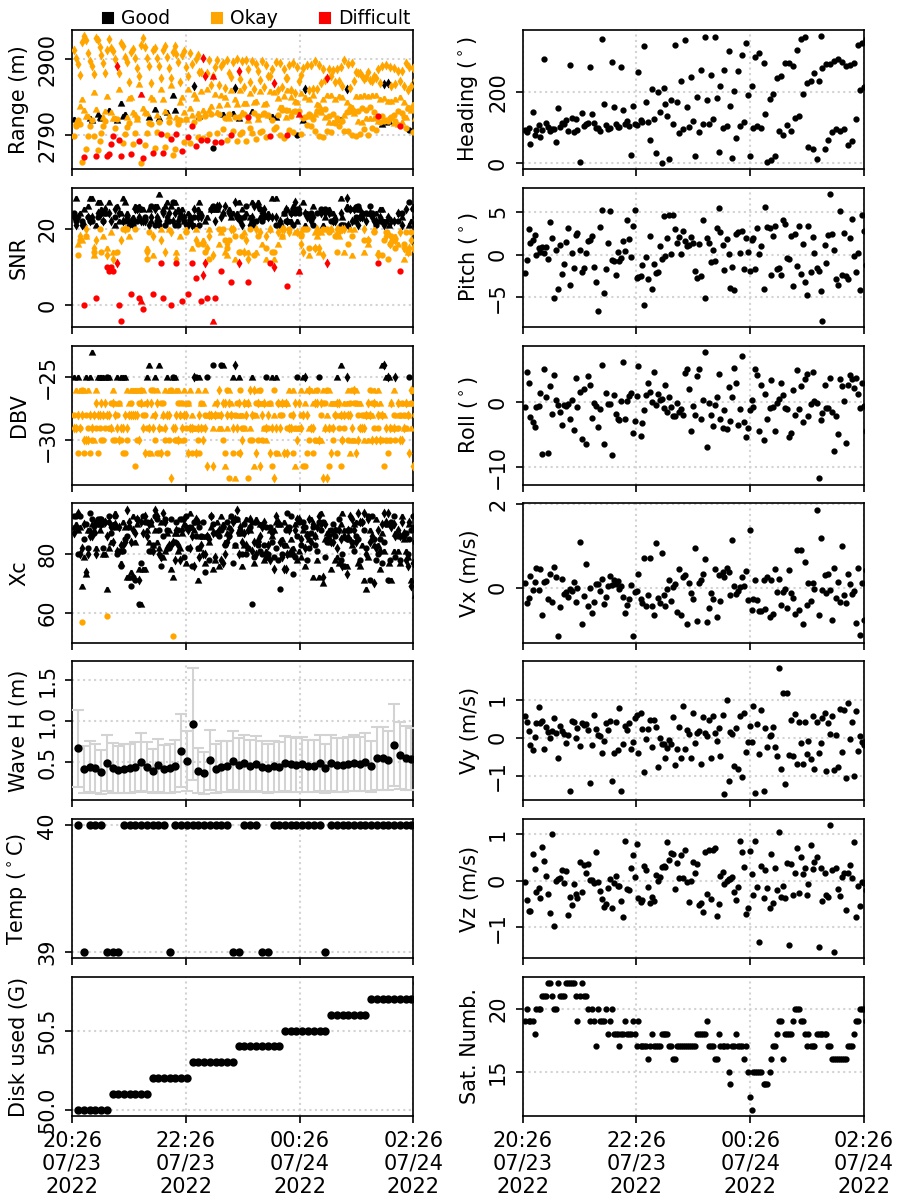 Good Okay Difficult
Range (m)
2900
2790
Heading (°)
200
0
SNR
20
0
Pitch (°)
5
0
−5
DBV
−25
−30
Roll (°)
0
−10
Xc
80
60
Vx (m/s)
2
0
Wave H (m)
1.5
1.0
0.5
Vy (m/s)
1
0
−1
Temp (°C)
40
39
Vz (m/s)
1
0
−1
Disk used (G)
50.5
50.0
Sat. Numb.
20
15
20:26 22:26 00:26 02:26
07/23 07/23 07/24 07/24
2022 2022 2022 2022
20:26 22:26 00:26 02:26
07/23 07/23 07/24 07/24
2022 2022 2022 2022